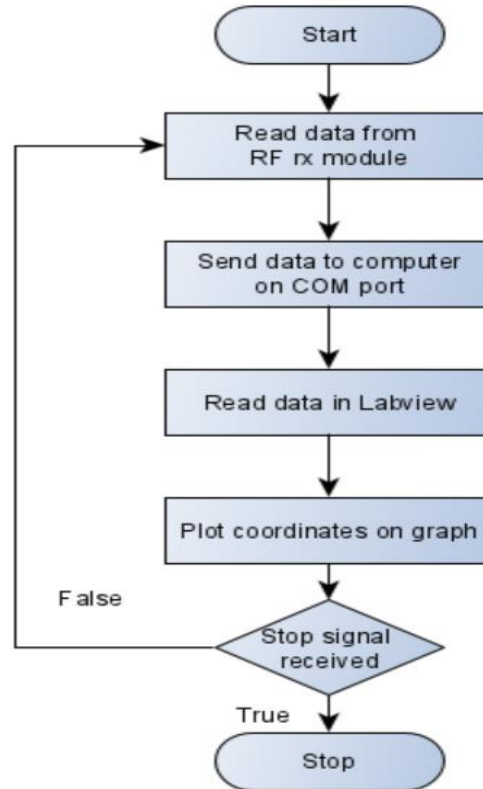 Start
Read data from
RF rx module
Send data to computer
on COM port
Read data in Labview
Plot coordinates on graph
False
Stop signal
received
True
Stop